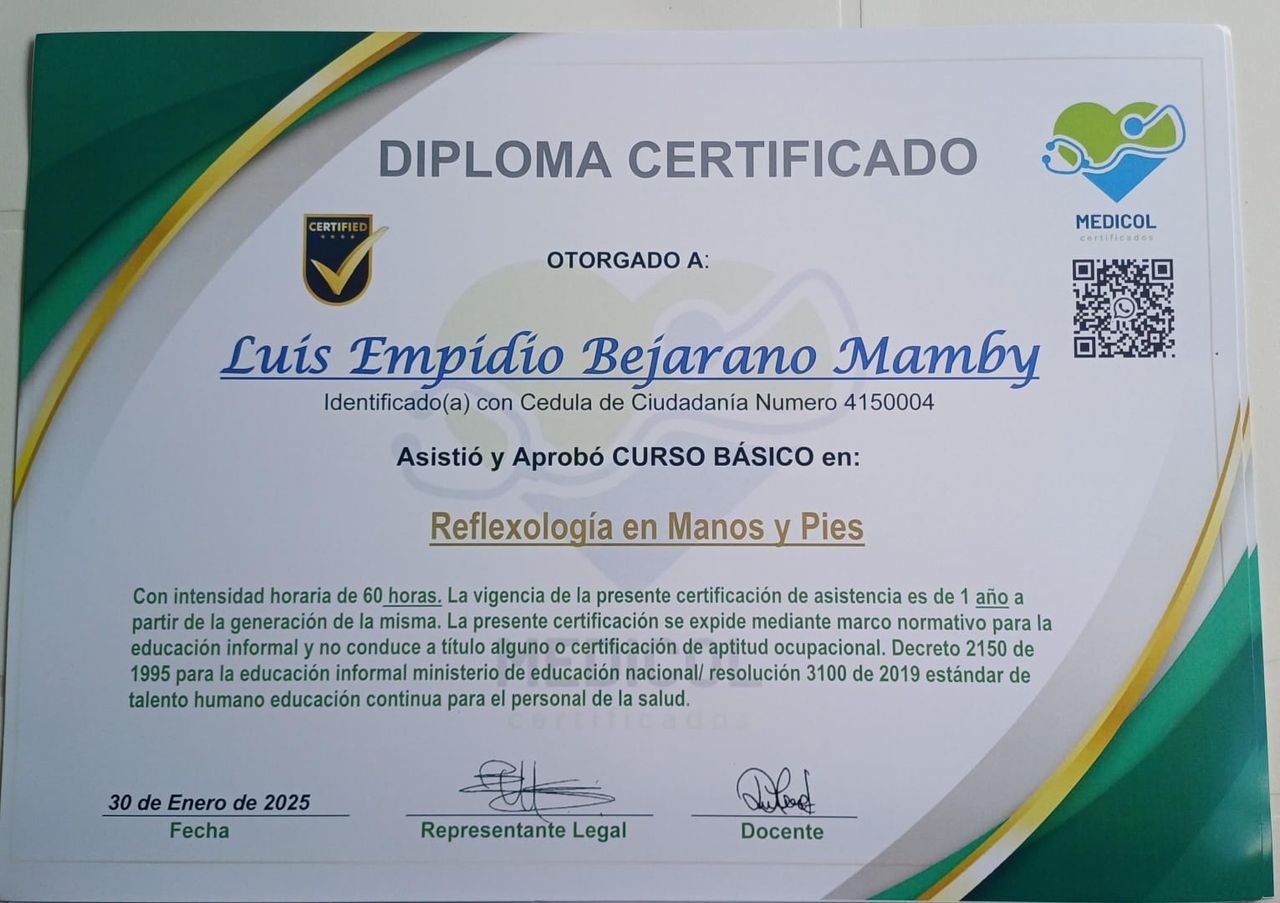 DIPLOMA CERTIFICADO
MEDICOL
certificados
CERTIFIED
OTORGADO A:
Luis Empidio Bejarano Mamby
Identificado(a) con Cedula de Ciudadanía Numero 4150004
Asistió y Aprobó CURSO BÁSICO en:
Reflexología en Manos y Pies
Con intensidad horaria de 60 horas. La vigencia de la presente certificación de asistencia es de 1 año a
partir de la generación de la misma. La presente certificación se expide mediante marco normativo para la
educación informal y no conduce a título alguno o certificación de aptitud ocupacional. Decreto 2150 de
1995 para la educación informal ministerio de educación nacional/ resolución 3100 de 2019 estándar de
talento humano educación continua para el personal de la salud.
MEDICOL
certificados
30 de Enero de 2025
Fecha
Representante Legal
Docente